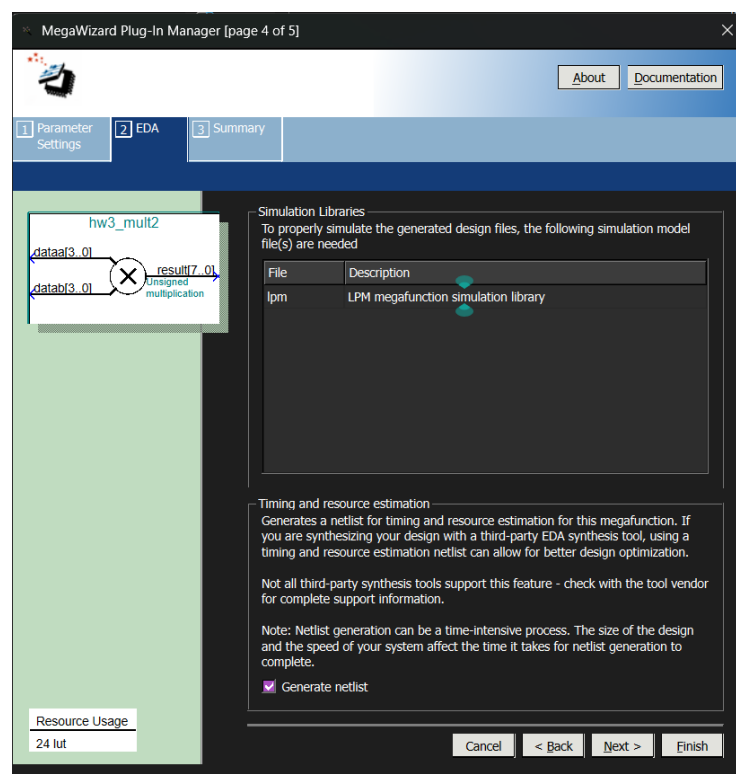 MegaWizard Plug-In Manager [page 4 of 5]
About
Documentation
1 Parameter
Settings
2 EDA
3 Summary
hw3_mult2
dataa[3..0]
result[7..0]
Unsigned
multiplication
datab[3..0]
Simulation Libraries
To properly simulate the generated design files, the following simulation model
file(s) are needed
File Description
lpm LPM megafunction simulation library
Timing and resource estimation
Generates a netlist for timing and resource estimation for this megafunction. If
you are synthesizing your design with a third-party EDA synthesis tool, using a
timing and resource estimation netlist can allow for better design optimization.
Not all third-party synthesis tools support this feature - check with the tool vendor
for complete support information.
Note: Netlist generation can be a time-intensive process. The size of the design
and the speed of your system affect the time it takes for netlist generation to
complete.
Generate netlist
Resource Usage
24 lut
Cancel
< Back
Next >
Finish